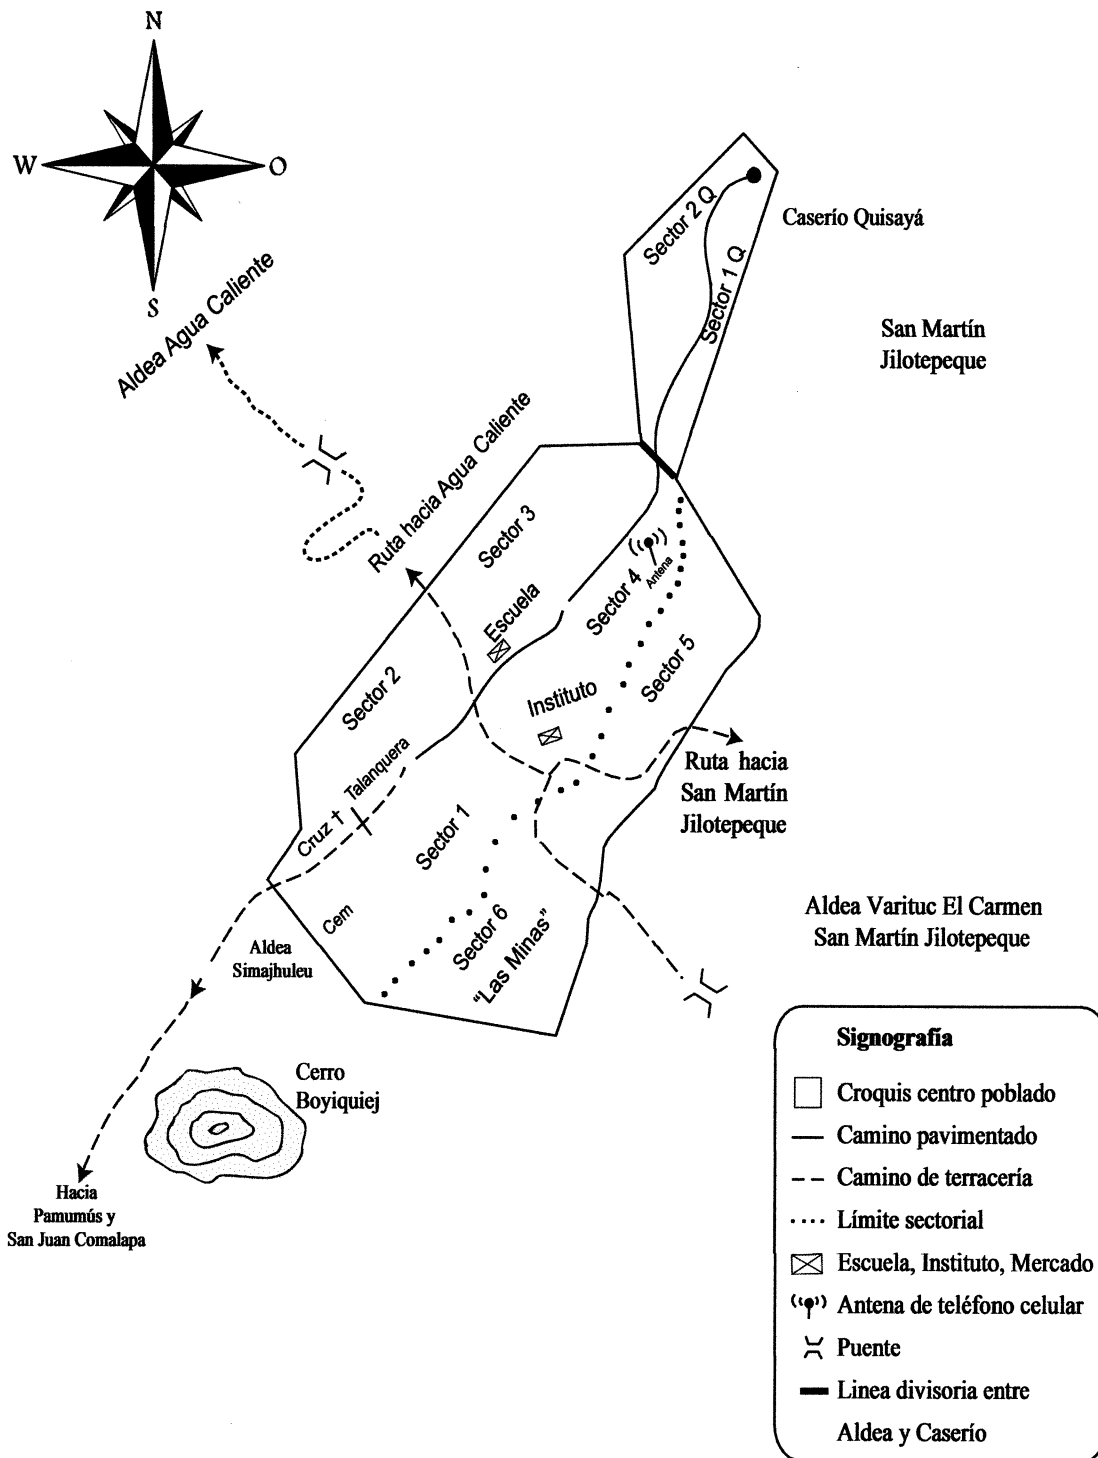 N
W
O
S
Aldea Agua Caliente
Ruta hacia Agua Caliente
Sector 2 Q
Sector 1 Q
Caserío Quisayá
San Martín
Jilotepeque
Sector 3
Escuela
Sector 4
Antena
Sector 5
Sector 2
Instituto
Talanquera
Cruz
Sector 1
Ruta hacia
San Martín
Jilotepeque
Cem
Sector 6
“Las Minas”
Aldea
Simajhuleu
Aldea Varituc El Carmen
San Martín Jilotepeque
Cerro
Boyiquiej
Hacia
Pamumús y
San Juan Comalapa
Signografía
Croquis centro poblado
Camino pavimentado
Camino de terracería
Límite sectorial
Escuela, Instituto, Mercado
Antena de teléfono celular
Puente
Linea divisoria entre
Aldea y Caserío